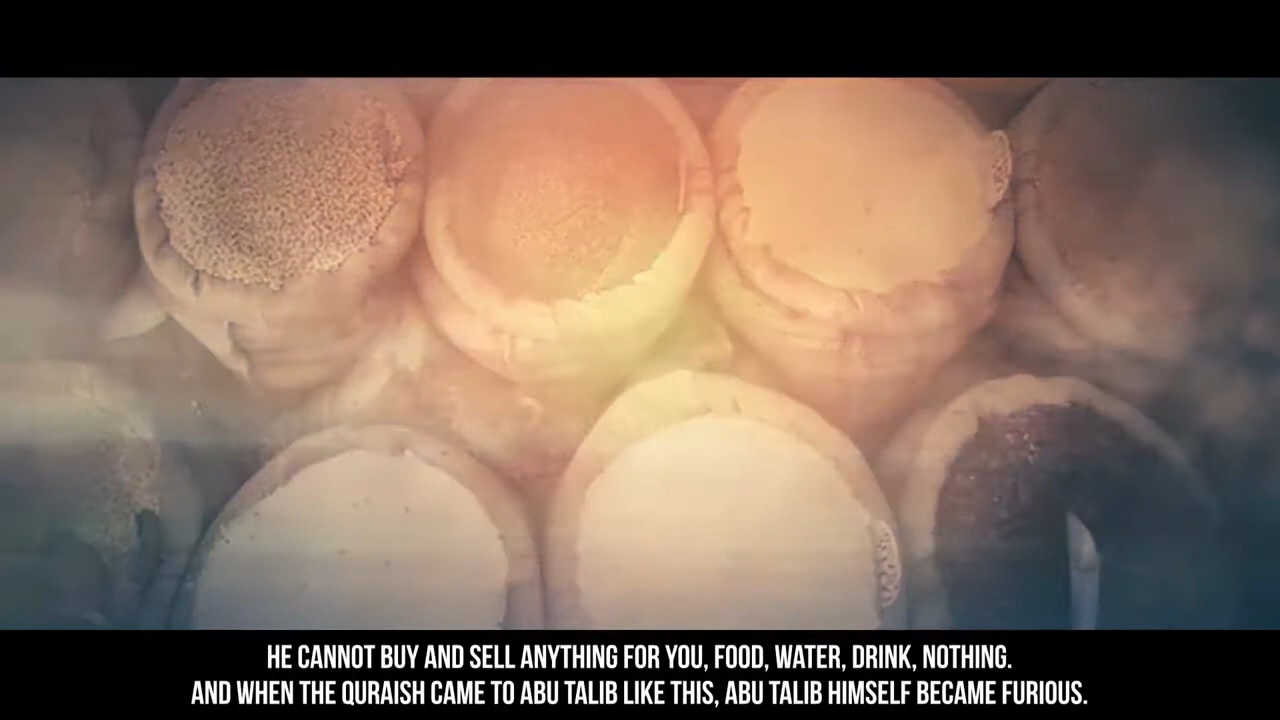 HE CANNOT BUY AND SELL ANYTHING FOR YOU, FOOD, WATER, DRINK, NOTHING.
AND WHEN THE QURAISH CAME TO ABU TALIB LIKE THIS, ABU TALIB HIMSELF BECAME FURIOUS.